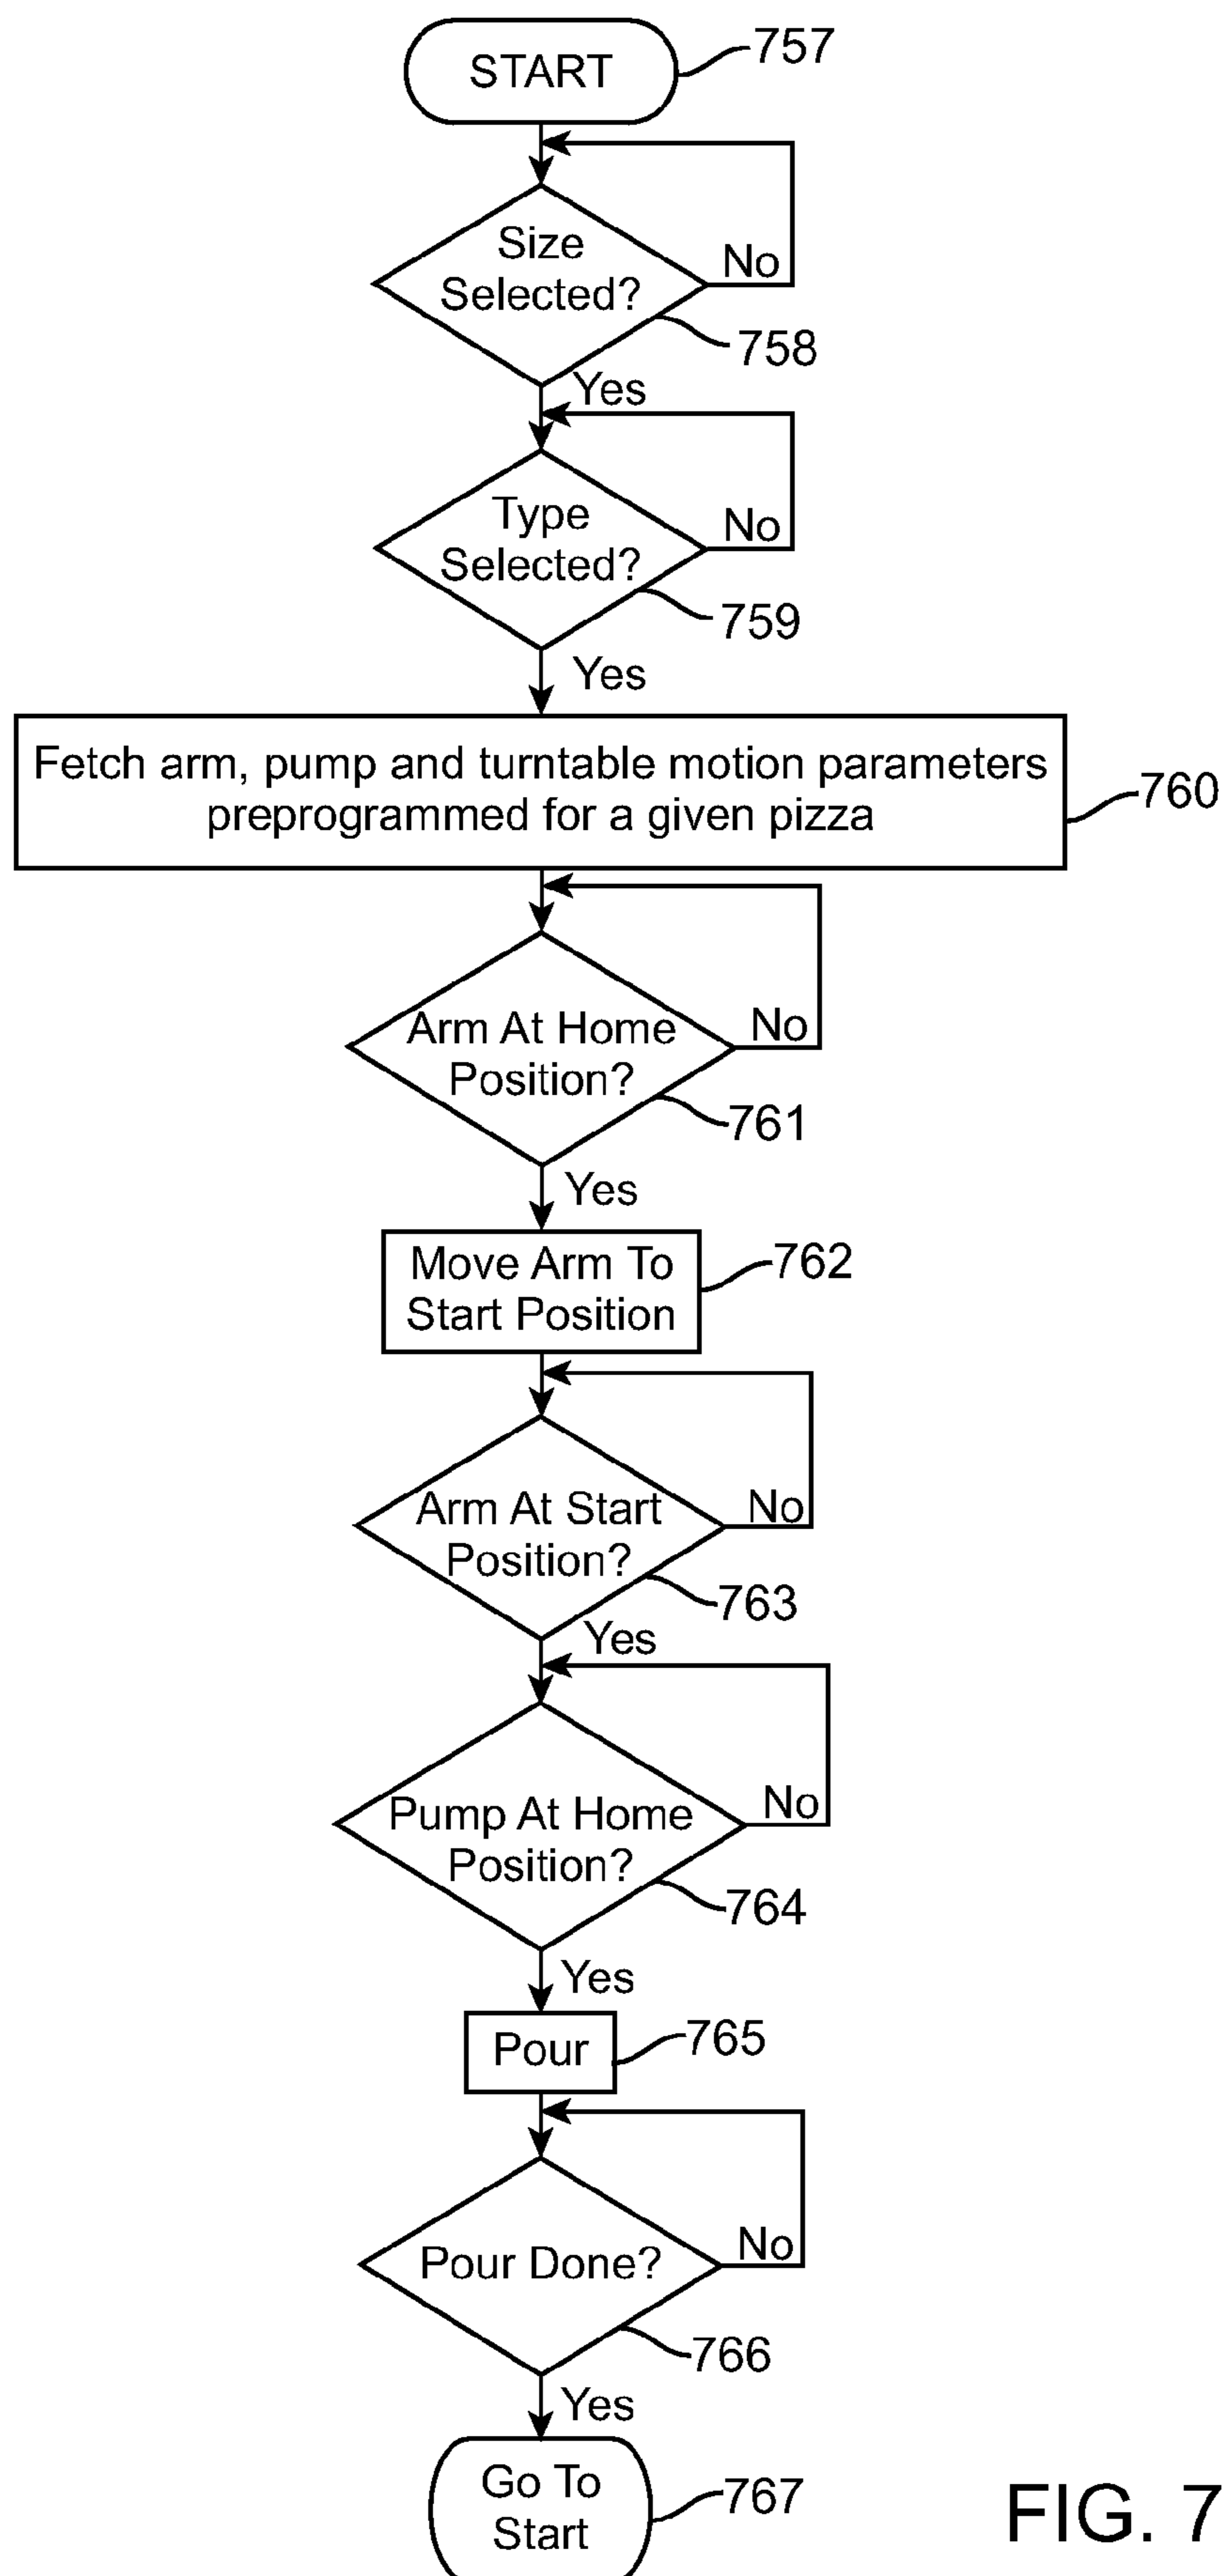 START
757
Size
Selected?
No
758
Yes
Type
Selected?
No
759
Yes
Fetch arm, pump and turntable motion parameters
preprogrammed for a given pizza
760
Arm At Home
Position?
No
761
Yes
Move Arm To
Start Position
762
Arm At Start
Position?
No
763
Yes
Pump At Home
Position?
No
764
Yes
Pour
765
Pour Done?
No
766
Yes
Go To
Start
767
FIG. 7